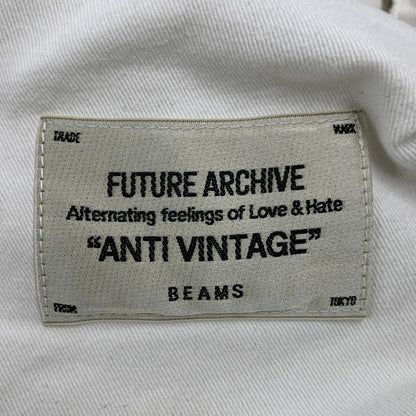 TRADE MARK
FUTURE ARCHIVE
Alternating feelings of Love & Hate
“ANTI VINTAGE”
BEAMS
FROM TOKYO